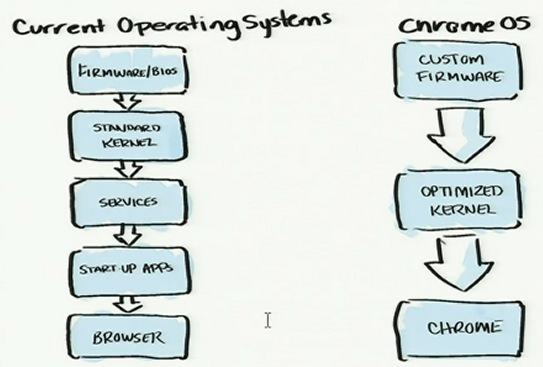 Current Operating Systems
FIRMWARE/BIOS
STANDARD
KERNEL
SERVICES
START UP APPS
BROWSER
Chrome OS
CUSTOM
FIRMWARE
OPTIMIZED
KERNEL
CHROME